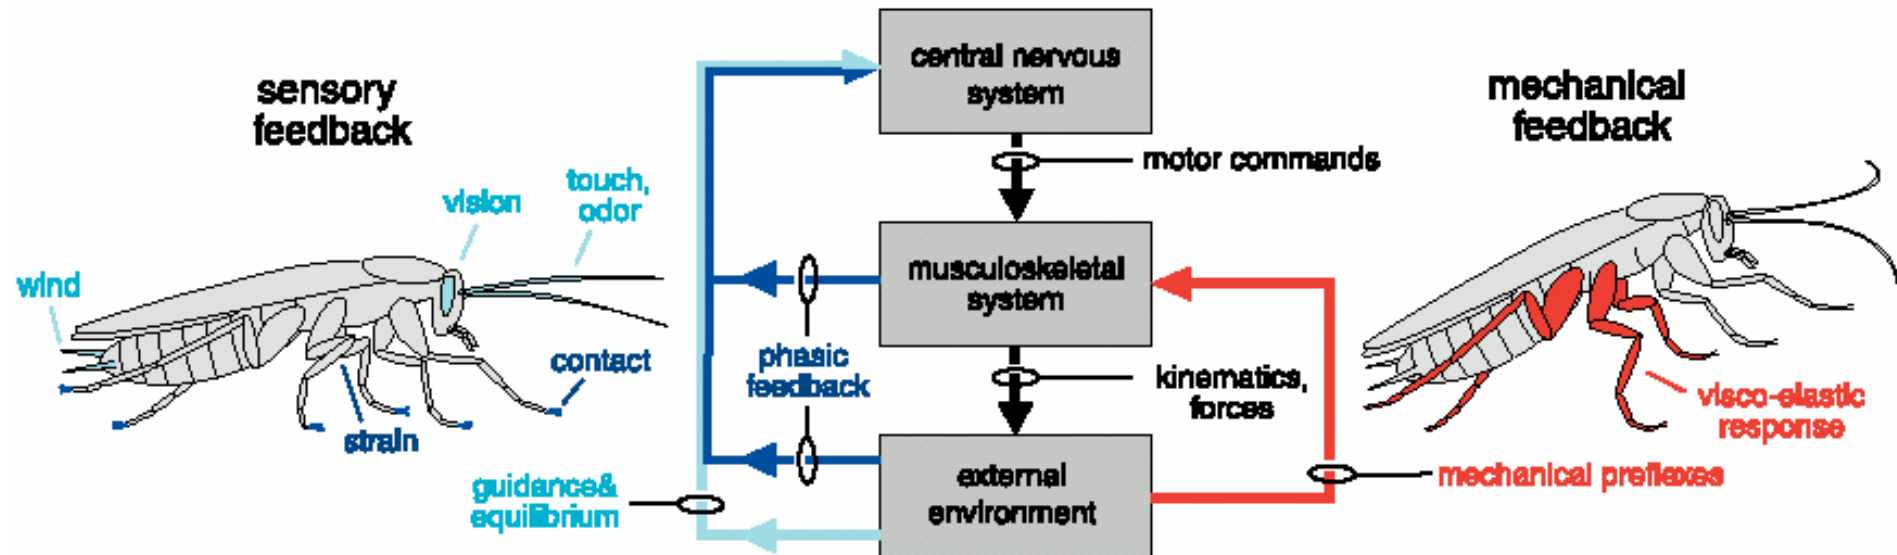 sensory
feedback
wind
vision
touch,
odor
contact
strain
guidance&
equilibrium
phasic
feedback
central nervous
system
motor commands
musculoskeletal
system
kinematics,
forces
external
environment
mechanical
feedback
visco-elastic
response
mechanical preflexes